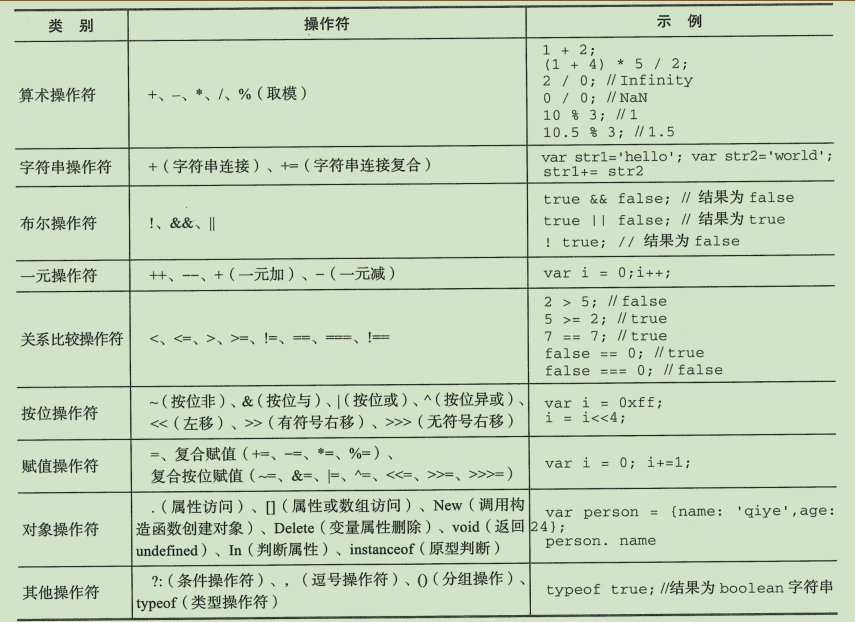 类 别 操作符 示 例
算术操作符 +、–、*、/、%（取模） 1 + 2;
(1 + 4) * 5 / 2;
2 / 0; //Infinity
0 / 0; //NaN
10 % 3; //1
10.5 % 3; //1.5
字符串操作符 +（字符串连接）、+=（字符串连接复合） var str1='hello'; var str2='world';
str1+= str2
布尔操作符 !、&&、|| true && false; // 结果为 false
true || false; // 结果为 true
! true; // 结果为 false
一元操作符 ++、--、+（一元加）、-（一元减） var i = 0;i++;
关系比较操作符 <、<=、>、>=、!=、==、===、!== 2 > 5; //false
5 >= 2; //true
7 == 7; //true
false == 0; //true
false === 0; //false
按位操作符 ~（按位非）、&（按位与）、|（按位或）、^（按位异或）、
<<（左移）、>>（有符号右移）、>>>（无符号右移） var i = 0xff;
i = i<<4;
赋值操作符 =、复合赋值（+=、-=、*=、%=）、
复合按位赋值（~=、&=、|=、^=、<<=、>>=、>>>=） var i = 0; i+=1;
对象操作符 .（属性访问）、[]（属性或数组访问）、New（调用构
造函数创建对象）、Delete（变量属性删除）、void（返回
undefined）、In（判断属性）、instanceof（原型判断） var person = {name: 'qiye',age:
24};
person. name
其他操作符 ?:（条件操作符）、,（逗号操作符）、()（分组操作）、
typeof（类型操作符） typeof true; //结果为 boolean 字符串